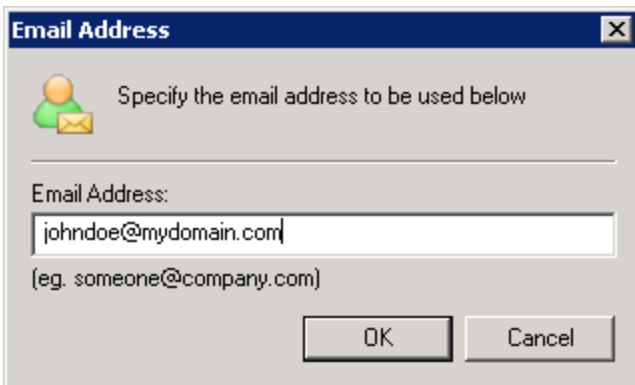 Email Address
Specify the email address to be used below
Email Address:
johndoe@mydomain.com
(eg. someone@company.com)
OK Cancel